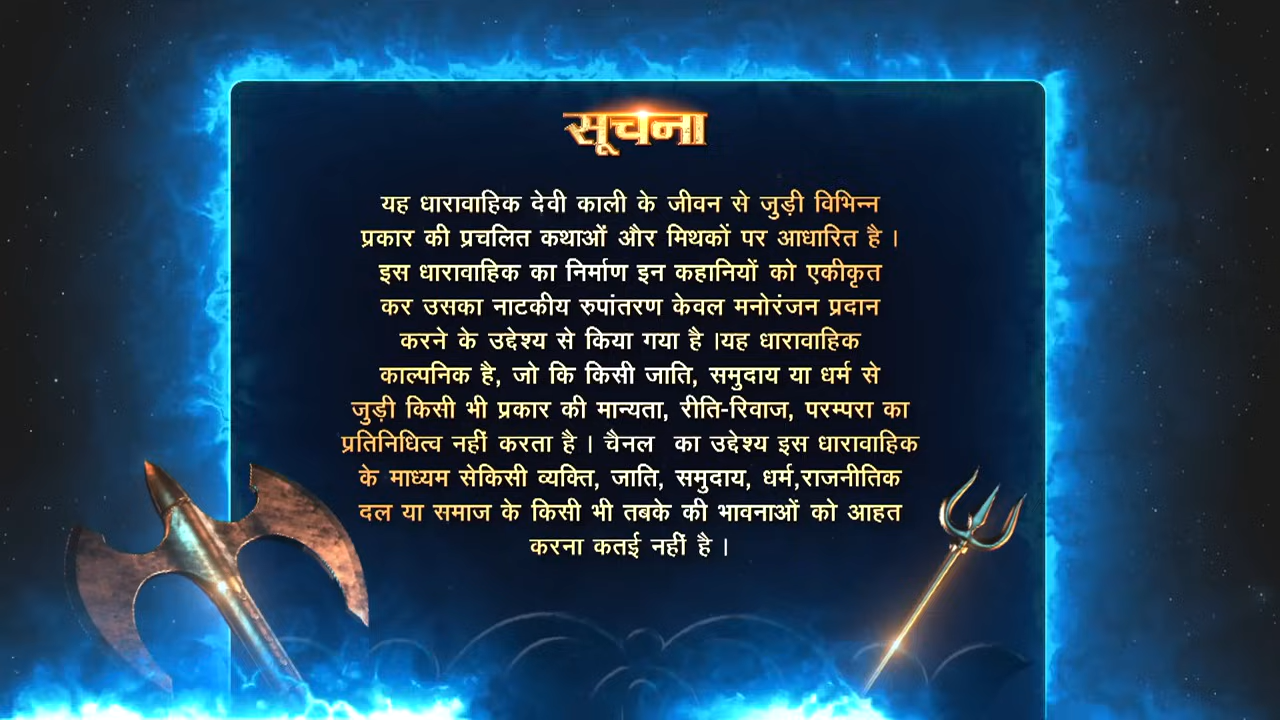 सूचना
यह धारावाहिक देवी काली के जीवन से जुड़ी विभिन्न
प्रकार की प्रचलित कथाओं और मिथकों पर आधारित है ।
इस धारावाहिक का निर्माण इन कहानियों को एकीकृत
कर उसका नाटकीय रुपांतरण केवल मनोरंजन प्रदान
करने के उद्देश्य से किया गया है ।यह धारावाहिक
काल्पनिक है, जो कि किसी जाति, समुदाय या धर्म से
जुड़ी किसी भी प्रकार की मान्यता, रीति-रिवाज, परम्परा का
प्रतिनिधित्व नहीं करता है । चैनल  का उद्देश्य इस धारावाहिक
के माध्यम सेकिसी व्यक्ति, जाति, समुदाय, धर्म,राजनीतिक
दल या समाज के किसी भी तबके की भावनाओं को आहत
करना कतई नहीं है ।